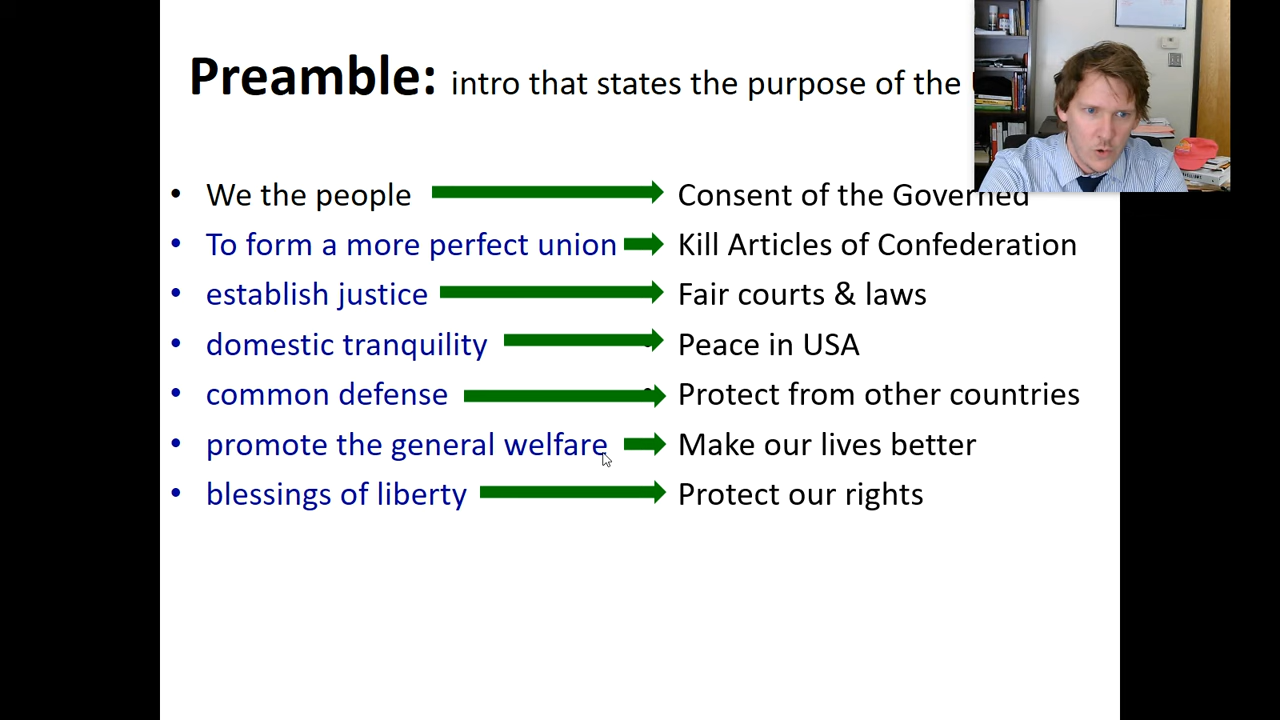 Preamble: intro that states the purpose of the
• We the people Consent of the Governed
• To form a more perfect union Kill Articles of Confederation
• establish justice Fair courts & laws
• domestic tranquility Peace in USA
• common defense Protect from other countries
• promote the general welfare Make our lives better
• blessings of liberty Protect our rights